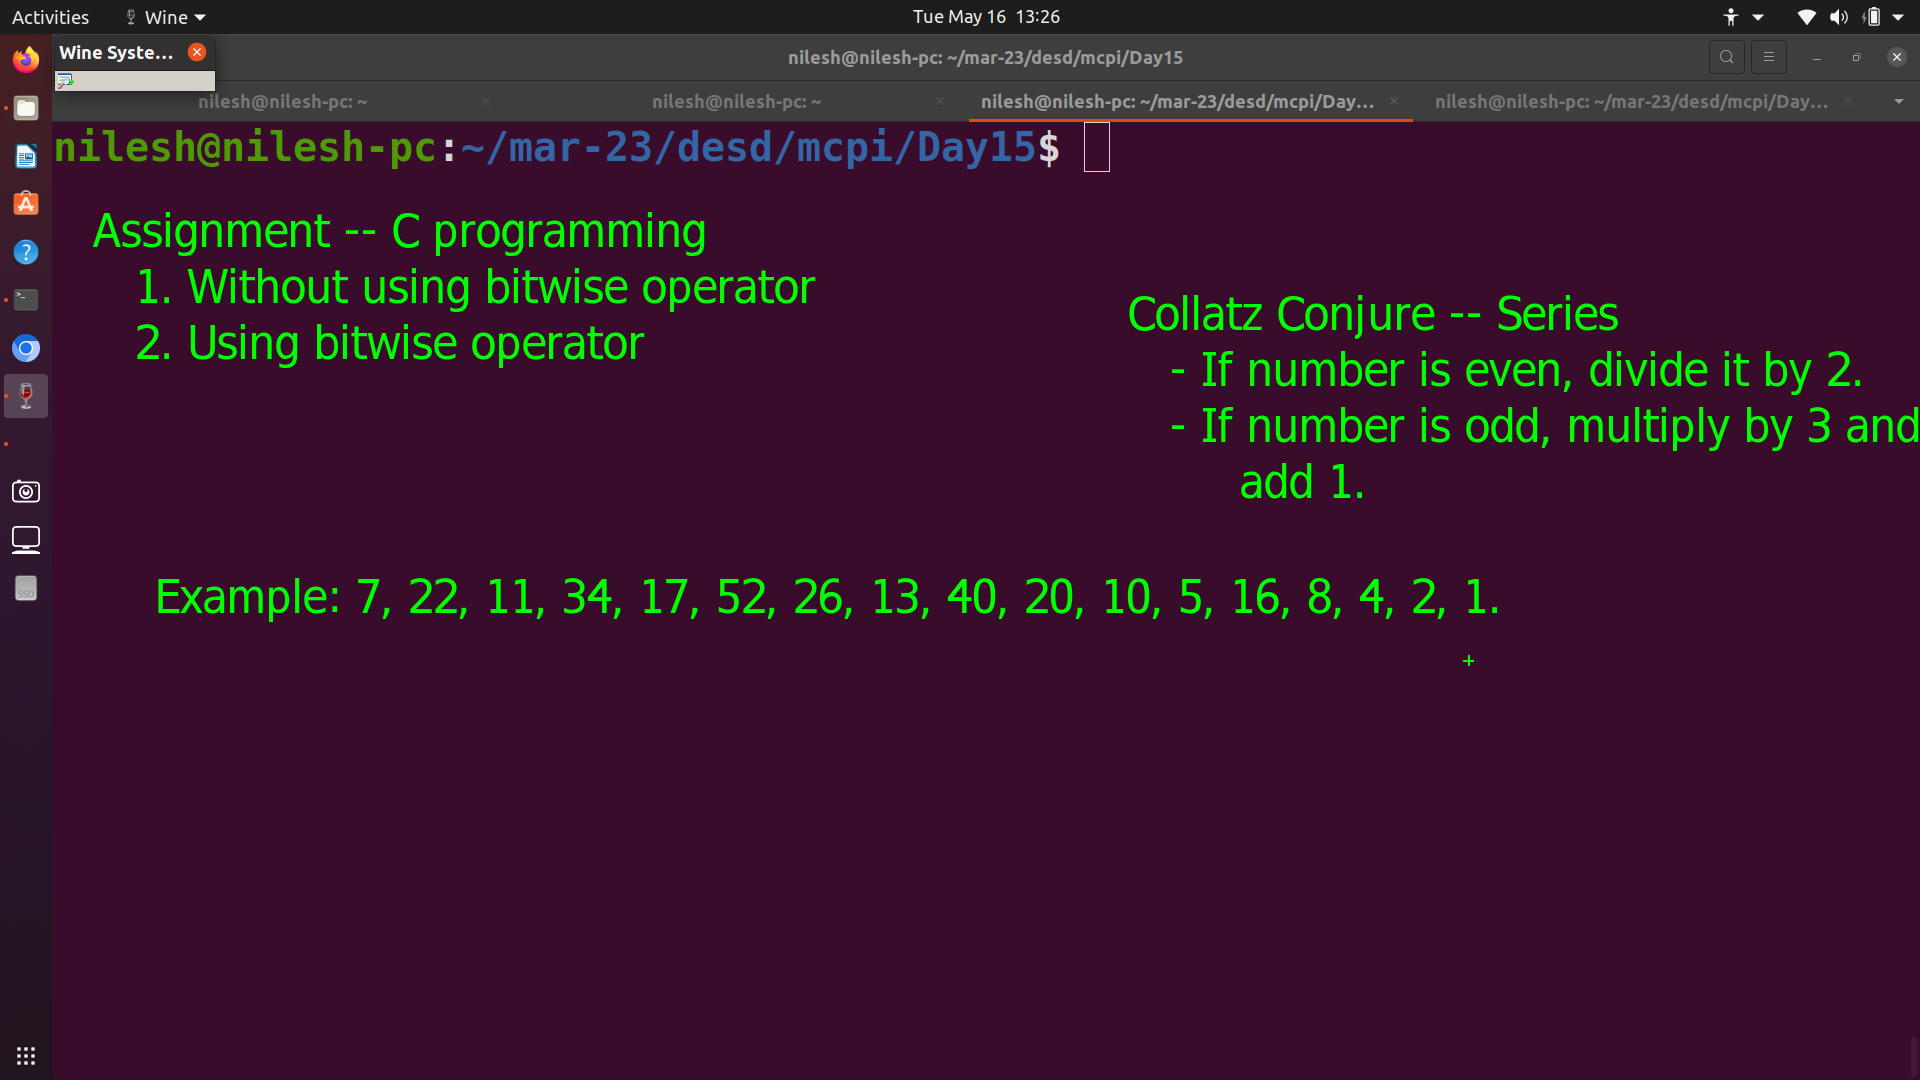 Activities Wine Tue May 16 13:26
Wine Syste...
nilesh@nilesh-pc: ~/mar-23/desd/mcpi/Day15
nilesh@nilesh-pc: ~ nilesh@nilesh-pc: ~ nilesh@nilesh-pc: ~/mar-23/desd/mcpi/Day... nilesh@nilesh-pc: ~/mar-23/desd/mcpi/Day...
nilesh@nilesh-pc:~/mar-23/desd/mcpi/Day15$
Assignment -- C programming
1. Without using bitwise operator
2. Using bitwise operator
Collatz Conjure -- Series
- If number is even, divide it by 2.
- If number is odd, multiply by 3 and
add 1.
Example: 7, 22, 11, 34, 17, 52, 26, 13, 40, 20, 10, 5, 16, 8, 4, 2, 1.
SSD